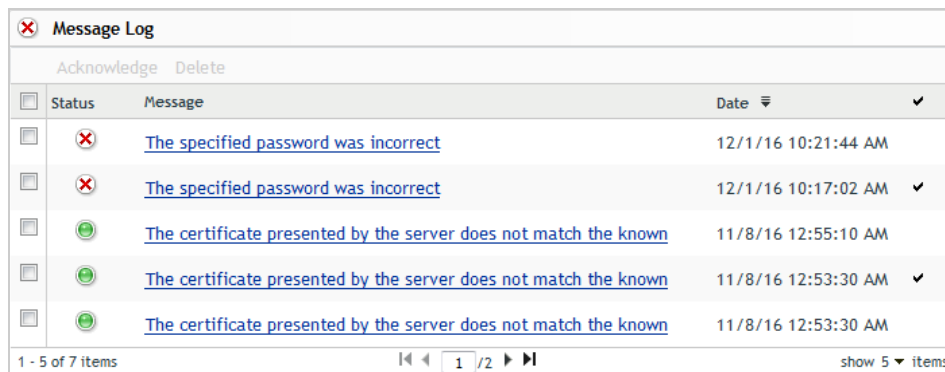 Message Log
Acknowledge Delete
Status Message Date
The specified password was incorrect 12/1/16 10:21:44 AM
The specified password was incorrect 12/1/16 10:17:02 AM
The certificate presented by the server does not match the known 11/8/16 12:55:10 AM
The certificate presented by the server does not match the known 11/8/16 12:53:30 AM
The certificate presented by the server does not match the known 11/8/16 12:53:30 AM
1 - 5 of 7 items 1 /2 show 5 items